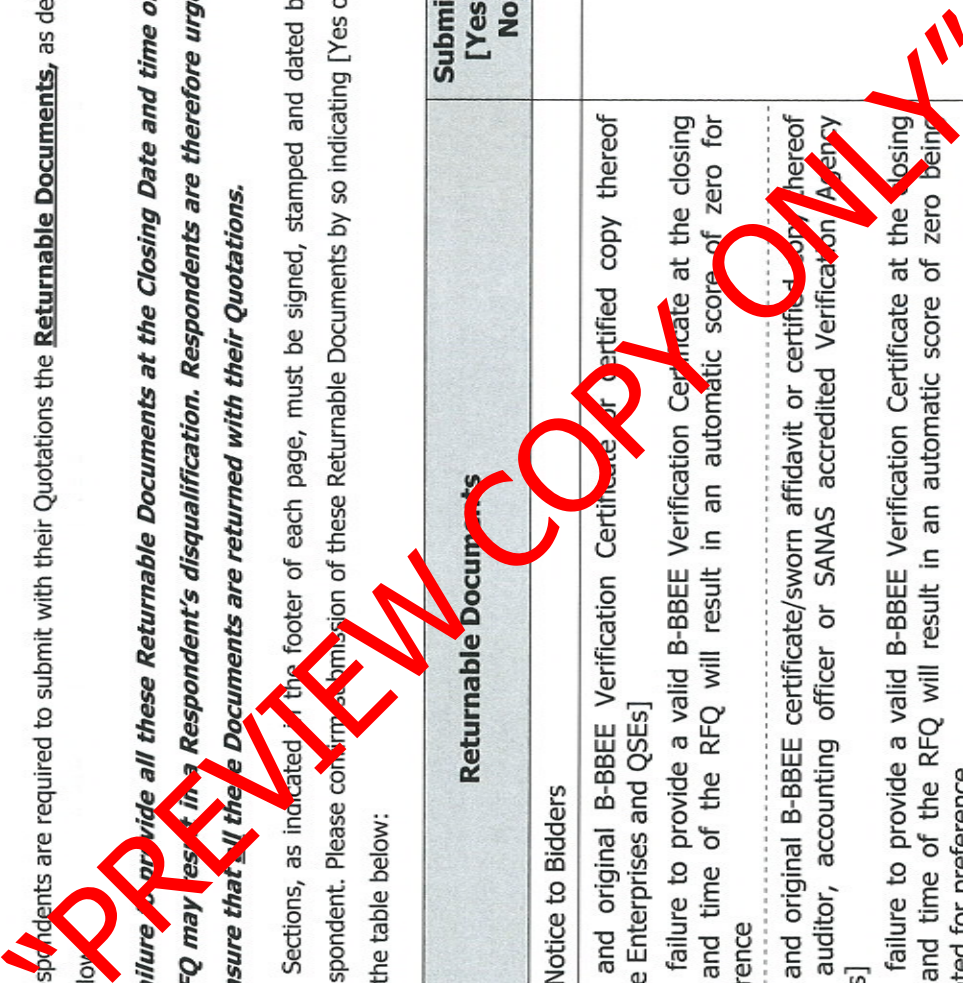 spondents are required to submit with their Quotations the Returnable Documents, as de
low
ilure to provide all these Returnable Documents at the Closing Date and time o
FQ may result in a Respondent's disqualification. Respondents are therefore urge
nsure that all these Documents are returned with their Quotations.
Sections, as indicated in the footer of each page, must be signed, stamped and dated b
spondent. Please confirm submission of these Returnable Documents by so indicating [Yes o
the table below:
Returnable Documents
Submi
[Yes
No
Notice to Bidders
and original B-BBEE Verification Certificate or certified copy thereof
e Enterprises and QSEs]
failure to provide a valid B-BBEE Verification Certificate at the closing
and time of the RFQ will result in an automatic score of zero for
rence
and original B-BBEE certificate/sworn affidavit or certified copy thereof
auditor, accounting officer or SANAS accredited Verification Agency
s]
failure to provide a valid B-BBEE Verification Certificate at the closing
and time of the RFQ will result in an automatic score of zero being
ted for preference
"PREVIEW COPY ONLY"